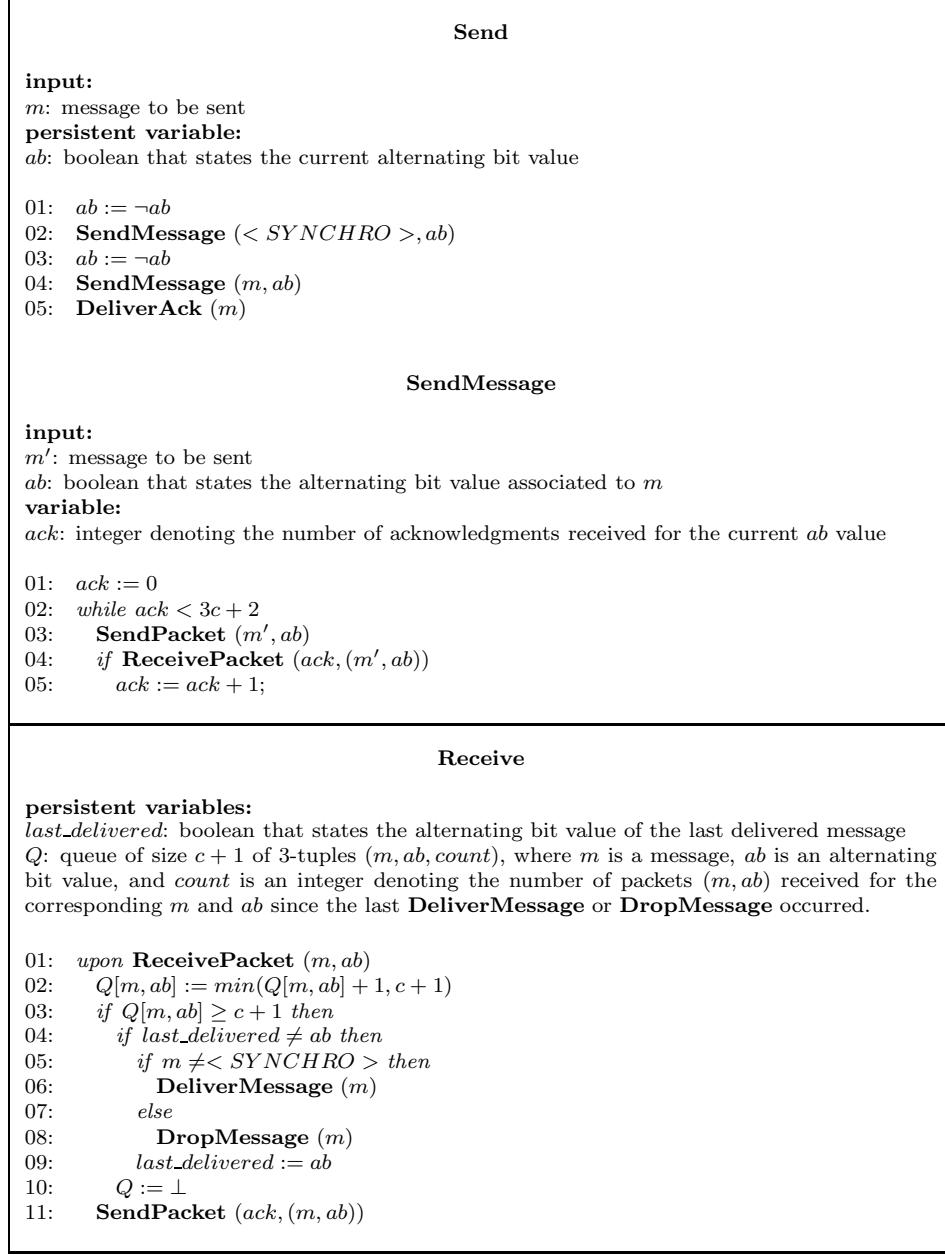 Send
input:
m: message to be sent
persistent variable:
ab: boolean that states the current alternating bit value
01: ab := ¬ab
02: SendMessage (< SYNCHRO >, ab)
03: ab := ¬ab
04: SendMessage (m, ab)
05: DeliverAck (m)
SendMessage
input:
m′: message to be sent
ab: boolean that states the alternating bit value associated to m
variable:
ack: integer denoting the number of acknowledgments received for the current ab value
01: ack := 0
02: while ack < 3c + 2
03: SendPacket (m′, ab)
04: if ReceivePacket (ack, (m′, ab))
05: ack := ack + 1;
Receive
persistent variables:
last_delivered: boolean that states the alternating bit value of the last delivered message
Q: queue of size c + 1 of 3-tuples (m, ab, count), where m is a message, ab is an alternating
bit value, and count is an integer denoting the number of packets (m, ab) received for the
corresponding m and ab since the last DeliverMessage or DropMessage occurred.
01: upon ReceivePacket (m, ab)
02: Q[m, ab] := min(Q[m, ab] + 1, c + 1)
03: if Q[m, ab] ≥ c + 1 then
04: if last_delivered ≠ ab then
05: if m ≠< SYNCHRO > then
06: DeliverMessage (m)
07: else
08: DropMessage (m)
09: last_delivered := ab
10: Q := ⊥
11: SendPacket (ack, (m, ab))